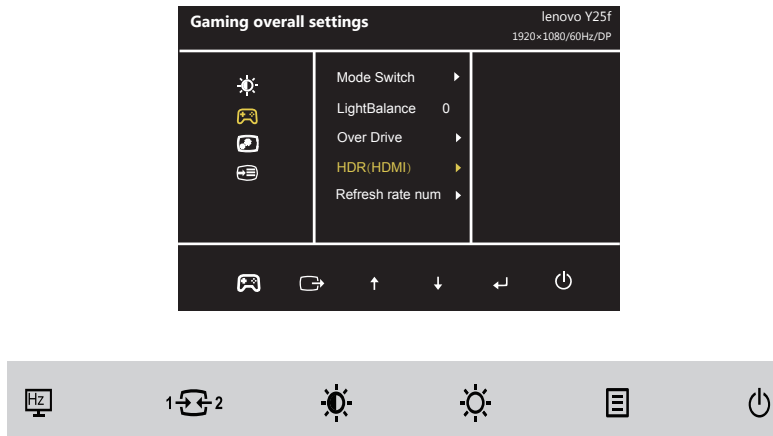 Gaming overall settings
lenovo Y25f
1920×1080/60Hz/DP
Mode Switch
LightBalance 0
Over Drive
HDR(HDMI)
Refresh rate num
Hz
1 2